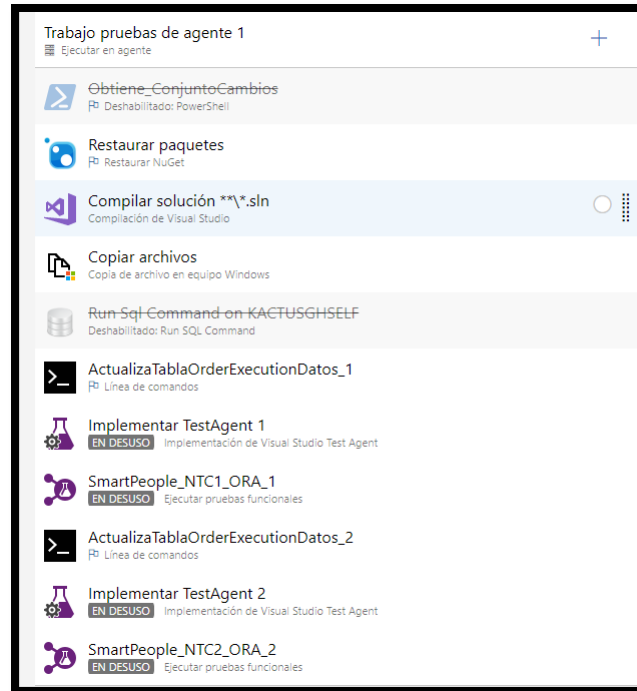 Trabajo pruebas de agente 1
Ejecutar en agente
Obtiene_ConjuntoCambios
Deshabilitado: PowerShell
Restaurar paquetes
Restaurar NuGet
Compilar solución **\*.sln
Compilación de Visual Studio
Copiar archivos
Copia de archivo en equipo Windows
Run Sql Command on KACTUSGHSELF
Deshabilitado: Run SQL Command
ActualizaTablaOrderExecutionDatos_1
Línea de comandos
Implementar TestAgent 1
EN DESUSO Implementación de Visual Studio Test Agent
SmartPeople_NTC1_ORA_1
EN DESUSO Ejecutar pruebas funcionales
ActualizaTablaOrderExecutionDatos_2
Línea de comandos
Implementar TestAgent 2
EN DESUSO Implementación de Visual Studio Test Agent
SmartPeople_NTC2_ORA_2
EN DESUSO Ejecutar pruebas funcionales